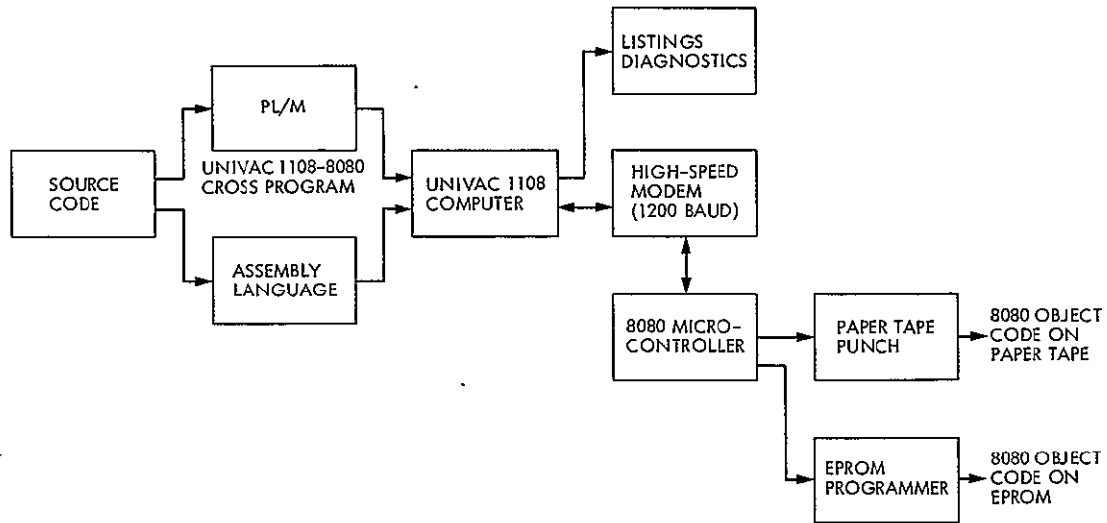 SOURCE
CODE
PL/M
UNIVAC 1108-8080
CROSS PROGRAM
ASSEMBLY
LANGUAGE
UNIVAC 1108
COMPUTER
LISTINGS
DIAGNOSTICS
HIGH-SPEED
MODEM
(1200 BAUD)
8080 MICRO-
CONTROLLER
PAPER TAPE
PUNCH
8080 OBJECT
CODE ON
PAPER TAPE
EPROM
PROGRAMMER
8080 OBJECT
CODE ON
EPROM